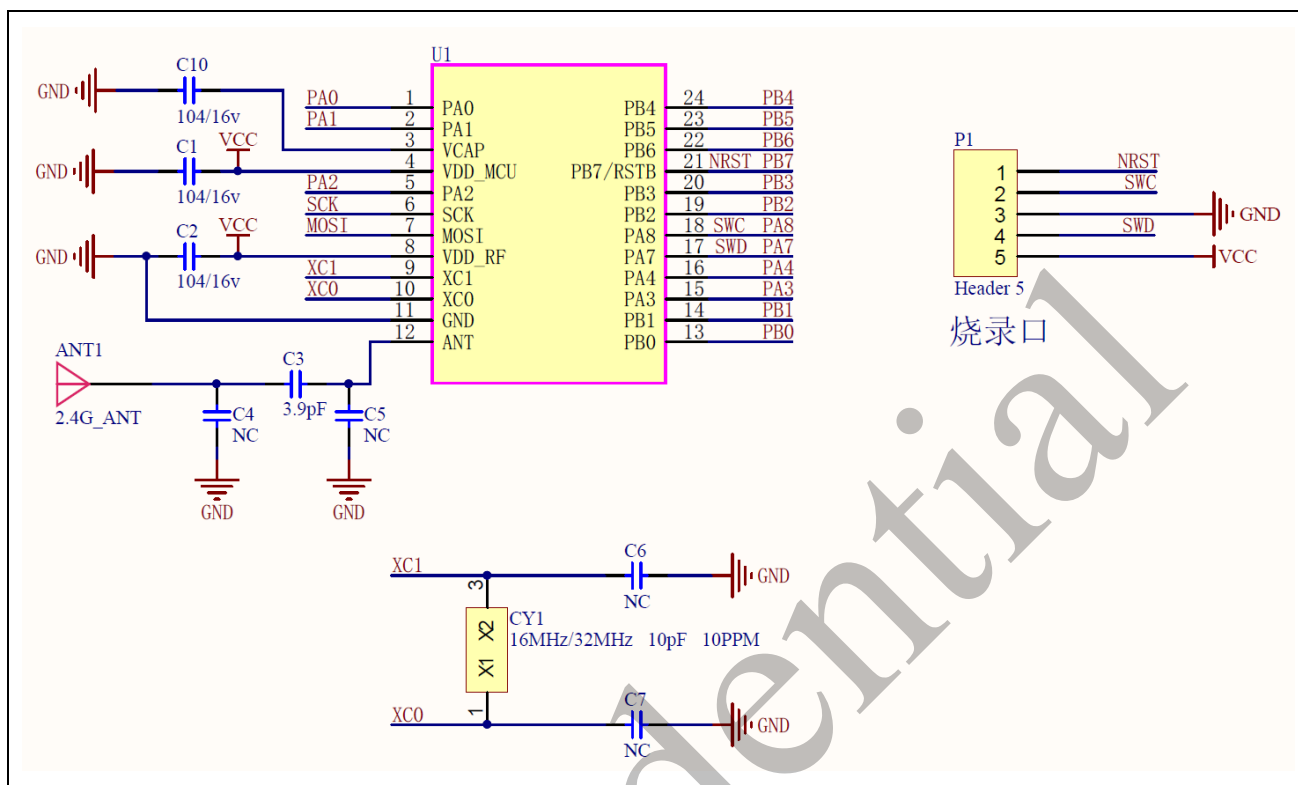 U1
C10
GND
104/16v
C1
VCC
GND
104/16v
C2
VCC
GND
104/16v
PA0 1 PA0
PA1 2 PA1
3 VCAP
4 VDD_MCU
PA2 5 PA2
SCK 6 SCK
MOSI 7 MOSI
8 VDD_RF
XC1 9 XC1
XC0 10 XC0
11 GND
12 ANT
PB4 24 PB4
PB5 23 PB5
PB6 22 PB6
PB7/RSTB 21 NRST PB7
PB3 20 PB3
PB2 19 PB2
PA8 18 SWC PA8
PA7 17 SWD PA7
PA4 16 PA4
PA3 15 PA3
PB1 14 PB1
PB0 13 PB0
P1
1 NRST
2 SWC
3 GND
4 SWD
5 VCC
Header 5
烧录口
ANT1
2.4G_ANT
C3
3.9pF
C4
NC
C5
NC
GND
GND
XC1
C6
NC
GND
3
X2
X1
1
CY1
16MHz/32MHz 10pF 10PPM
XC0
C7
NC
GND
dential